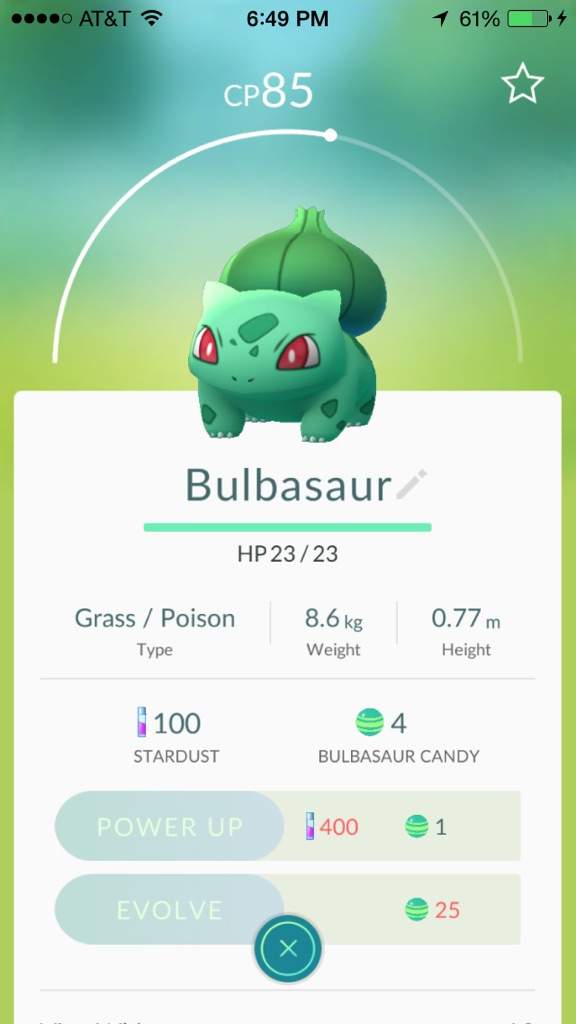 AT&T 6:49 PM 61%
CP85
Bulbasaur
HP 23 / 23
Grass / Poison 8.6 kg 0.77 m
Type Weight Height
100 4
STARDUST BULBASAUR CANDY
POWER UP 400 1
EVOLVE 25